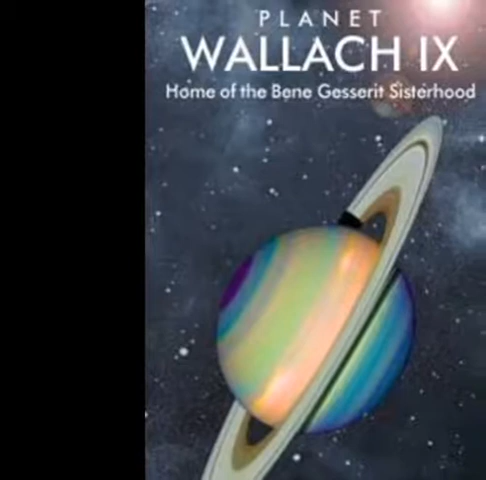 PLANET
WALLACH IX
Home of the Bene Gesserit Sisterhood